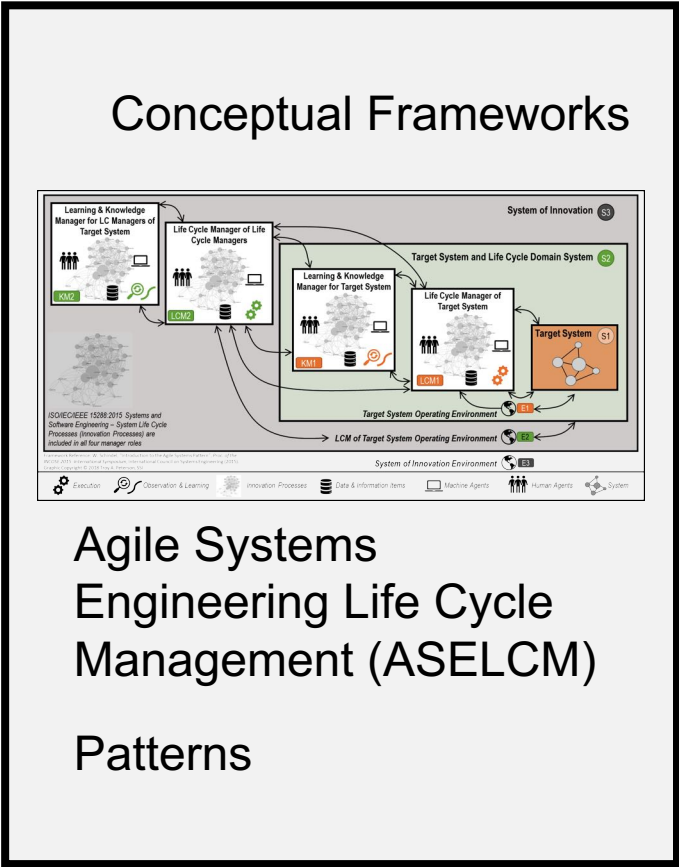 Conceptual Frameworks
System of Innovation S3
Learning & Knowledge
Manager for LC Managers of
Target System
KM2
Life Cycle Manager of Life
Cycle Managers
LCM2
Target System and Life Cycle Domain System S2
Learning & Knowledge
Manager for Target System
KM1
Life Cycle Manager of
Target System
LCM1
Target System S1
ISO/IEC/IEEE 15288:2015 Systems and
Software Engineering – System Life Cycle
Processes (Innovation Processes) are
included in all four manager roles
Target System Operating Environment E1
LCM of Target System Operating Environment E2
System of Innovation Environment E3
Execution
Observation & Learning
Innovation Processes
Data & Information Items
Machine Agents
Human Agents
System
Agile Systems
Engineering Life Cycle
Management (ASELCM)
Patterns